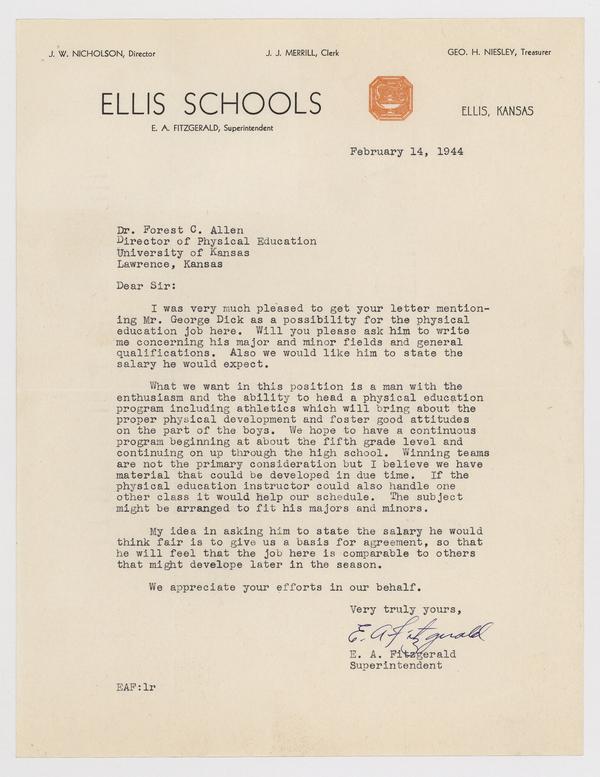 J. W. NICHOLSON, Director J. J. MERRILL, Clerk GEO. H. NIESLEY, Treasurer
ELLIS SCHOOLS
ELLIS, KANSAS
E. A. FITZGERALD, Superintendent
February 14, 1944
Dr. Forest C. Allen
Director of Physical Education
University of Kansas
Lawrence, Kansas
Dear Sir:
I was very much pleased to get your letter mention-
ing Mr. George Dick as a possibility for the physical
education job here. Will you please ask him to write
me concerning his major and minor fields and general
qualifications. Also we would like him to state the
salary he would expect.
What we want in this position is a man with the
enthusiasm and the ability to head a physical education
program including athletics which will bring about the
proper physical development and foster good attitudes
on the part of the boys. We hope to have a continuous
program beginning at about the fifth grade level and
continuing on up through the high school. Winning teams
are not the primary consideration but I believe we have
material that could be developed in due time. If the
physical education instructor could also handle one
other class it would help our schedule. The subject
might be arranged to fit his majors and minors.
My idea in asking him to state the salary he would
think fair is to give us a basis for agreement, so that
he will feel that the job here is comparable to others
that might develope later in the season.
We appreciate your efforts in our behalf.
Very truly yours,
E. A. Fitzgerald
E. A. Fitzgerald
Superintendent
EAF:lr